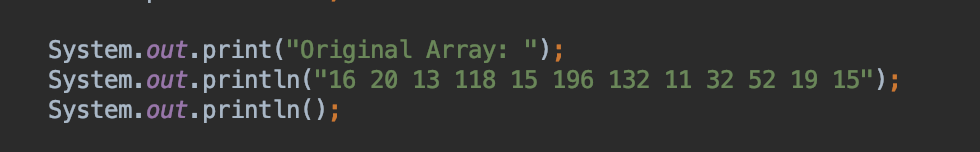 System.out.print("Original Array: ");
System.out.println("16 20 13 118 15 196 132 11 32 52 19 15");
System.out.println();